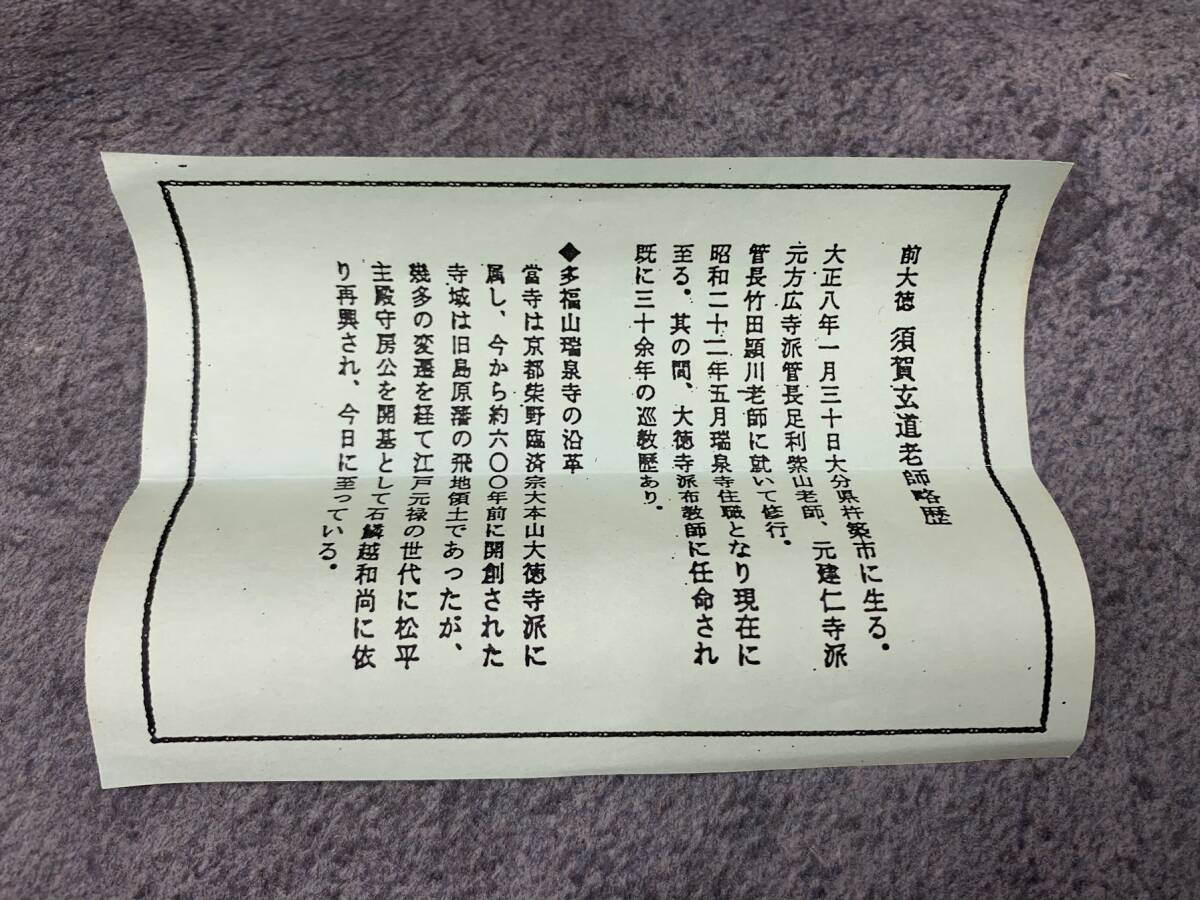 前大徳 須賀玄道老師略歴
大正八年一月三十日大分県杵築市に生る。
元方広寺派管長足利紫山老師、元建仁寺派
管長竹田頴川老師に就いて修行。
昭和二十二年五月瑞泉寺住職となり現在に
至る。其の間、大徳寺派布教師に任命され
既に三十余年の巡教歴あり。
◆多福山瑞泉寺の沿革
當寺は京都柴野臨済宗大本山大徳寺派に
属し、今から約六〇〇年前に開創された
寺域は旧島原藩の飛地領土であったが、
幾多の変遷を経て江戸元禄の世代に松平
主殿守房公を開基として石鱗越和尚に依
り再興され、今日に至っている。